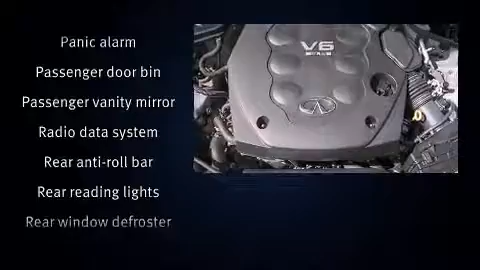 Panic alarm
Passenger door bin
Passenger vanity mirror
Radio data system
Rear anti-roll bar
Rear reading lights
Rear window defroster
V6